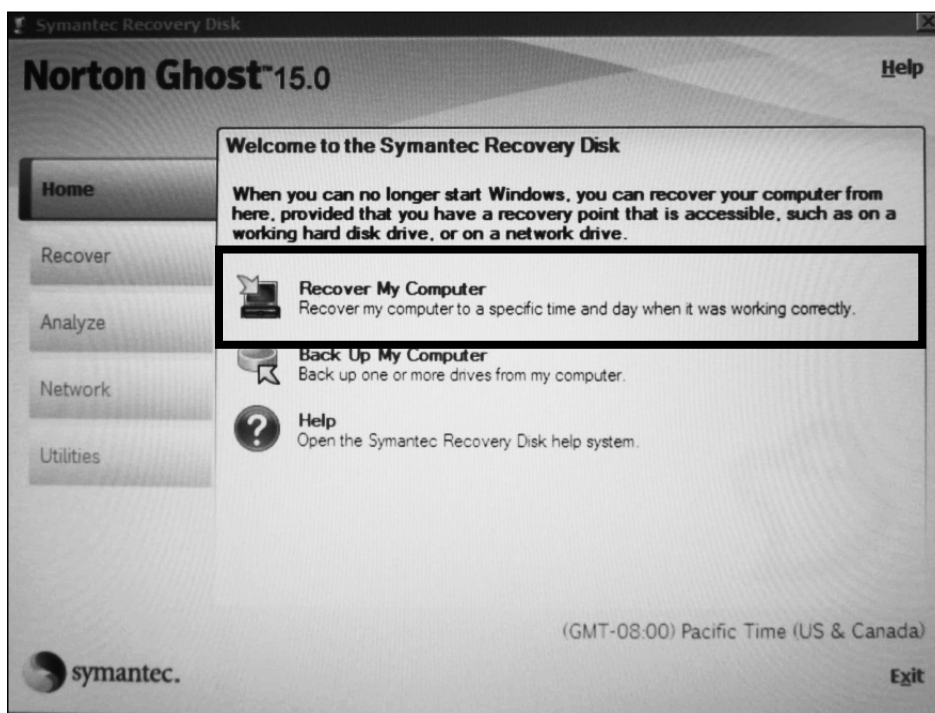 Symantec Recovery Disk
Norton Ghost™15.0
Help
Home
Recover
Analyze
Network
Utilities
Welcome to the Symantec Recovery Disk
When you can no longer start Windows, you can recover your computer from
here, provided that you have a recovery point that is accessible, such as on a
working hard disk drive, or on a network drive.
Recover My Computer
Recover my computer to a specific time and day when it was working correctly.
Back Up My Computer
Back up one or more drives from my computer.
Help
Open the Symantec Recovery Disk help system.
(GMT-08:00) Pacific Time (US & Canada)
symantec.
Exit